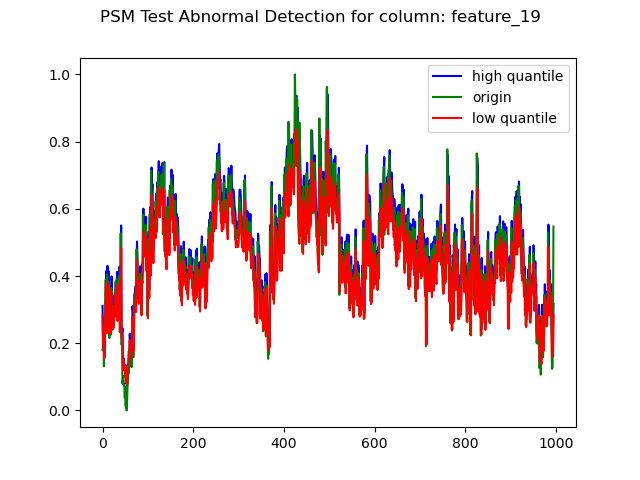 PSM Test Abnormal Detection for column: feature_19
high quantile
origin
low quantile
1.0
0.8
0.6
0.4
0.2
0.0
0 200 400 600 800 1000